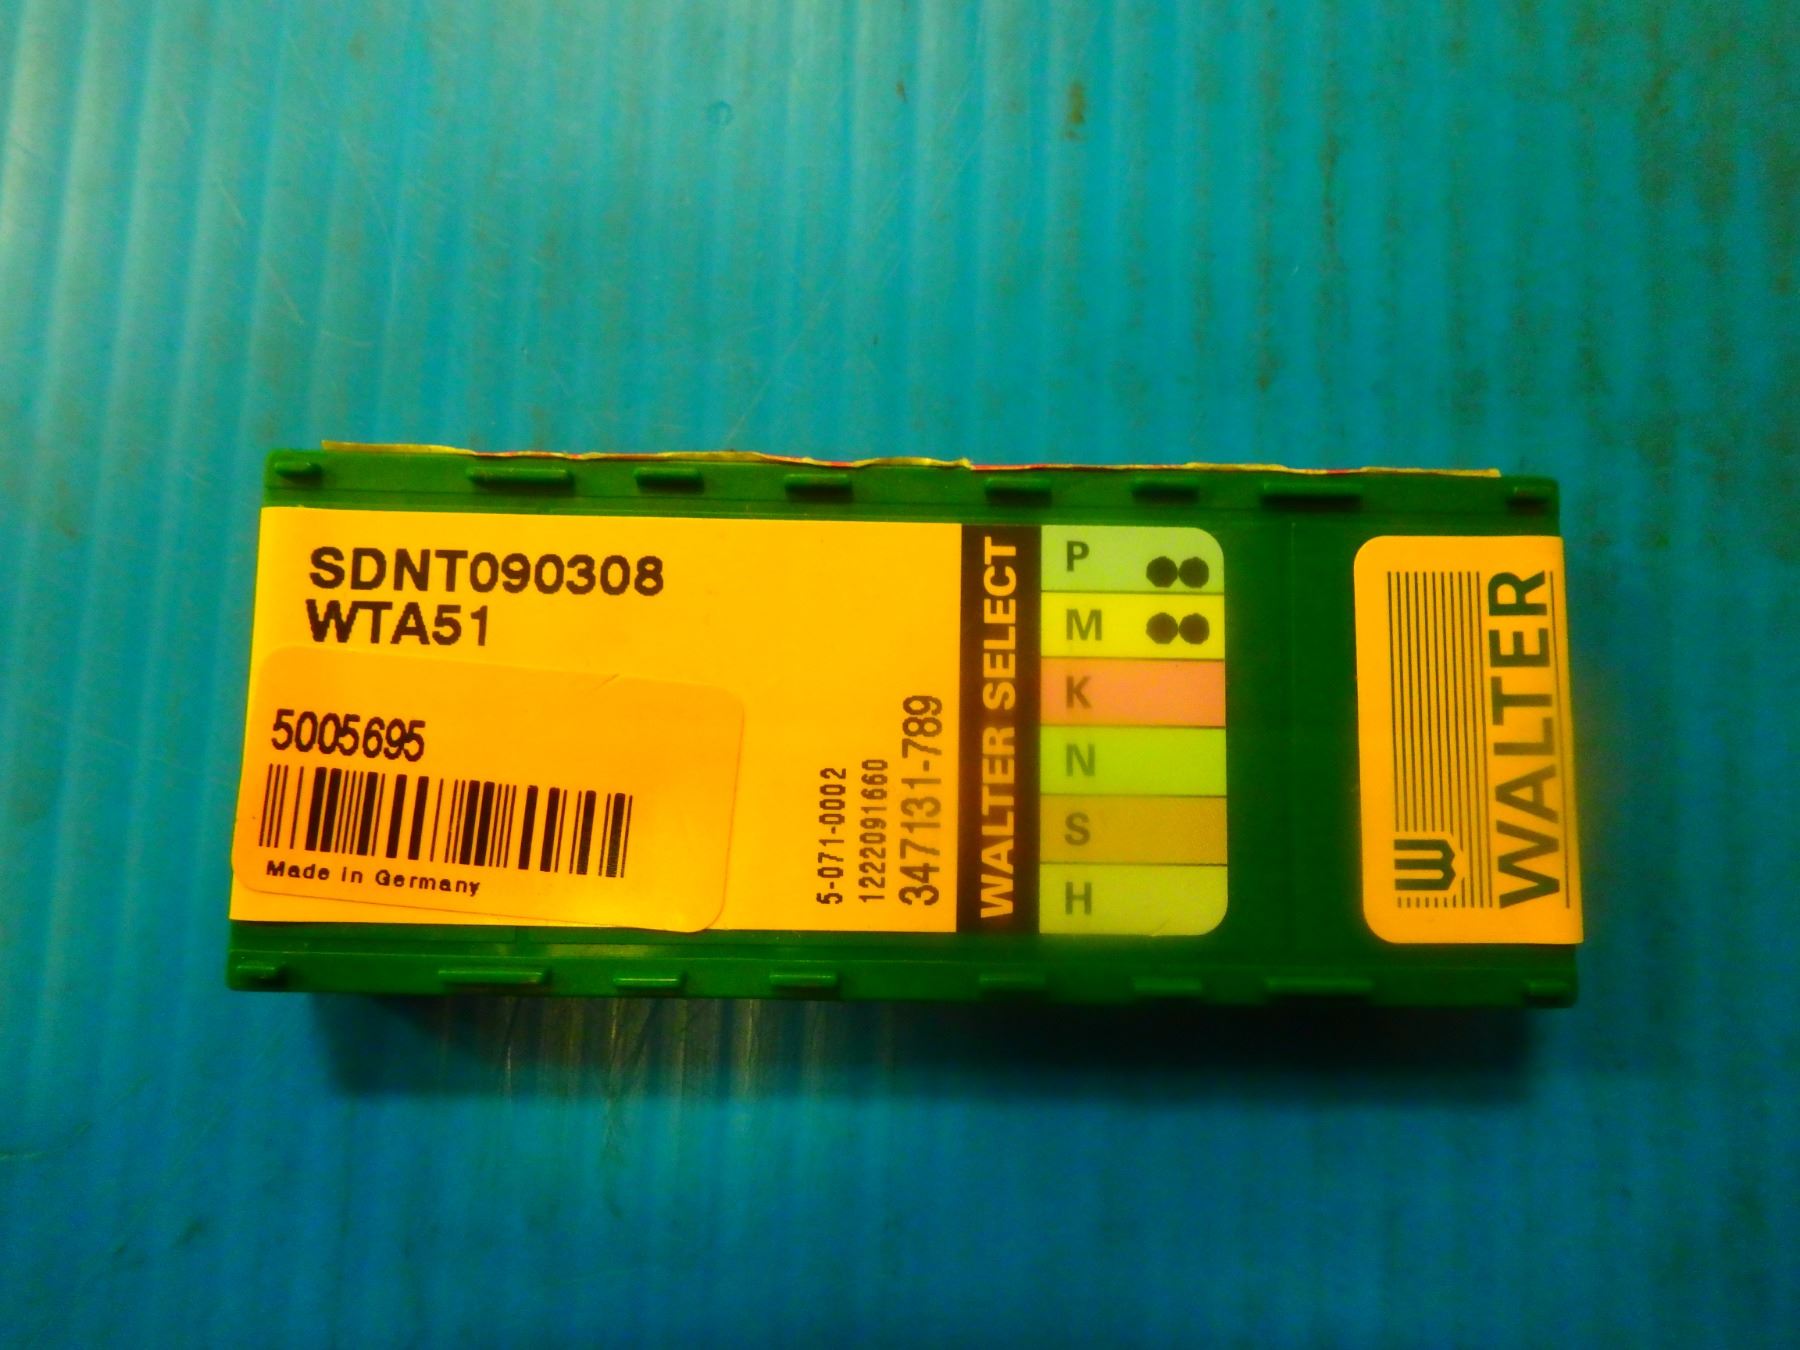 SDNT090308
WTA51
5005695
Made in Germany
5-071-0002
1222091660
347131-789
WALTER SELECT
P
M
K
N
S
H
W
WALTER